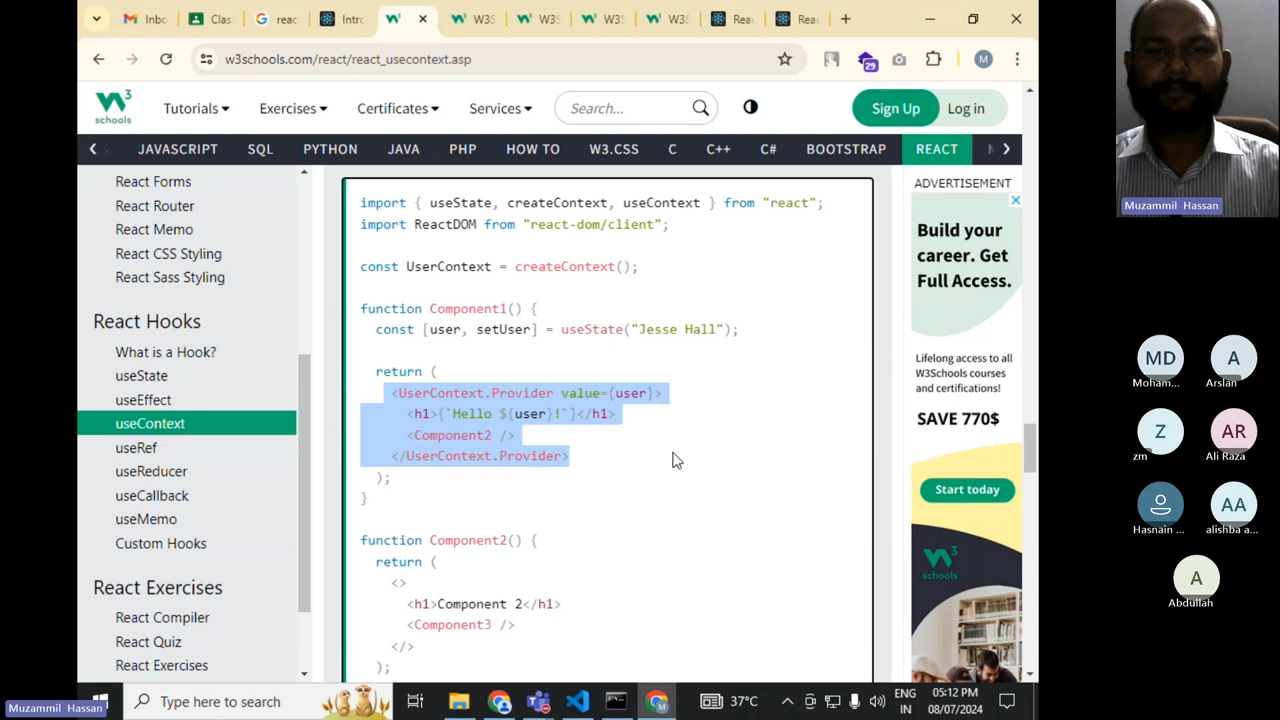 Inbo
Clas
reac
Intro
W3S
W3S
W3S
W3S
Rea
Rea
w3schools.com/react/react_usecontext.asp
29
M
W3
schools
Tutorials
Exercises
Certificates
Services
Search...
Sign Up
Log in
JAVASCRIPT
SQL
PYTHON
JAVA
PHP
HOW TO
W3.CSS
C
C++
C#
BOOTSTRAP
REACT
React Forms
React Router
React Memo
React CSS Styling
React Sass Styling
React Hooks
What is a Hook?
useState
useEffect
useContext
useRef
useReducer
useCallback
useMemo
Custom Hooks
React Exercises
React Compiler
React Quiz
React Exercises
import { useState, createContext, useContext } from "react";
import ReactDOM from "react-dom/client";
const UserContext = createContext();
function Component1() {
const [user, setUser] = useState("Jesse Hall");
return (
<UserContext.Provider value={user}>
<h1>{`Hello ${user}!`}</h1>
<Component2 />
</UserContext.Provider>
);
}
function Component2() {
return (
<>
<h1>Component 2</h1>
<Component3 />
</>
);
ADVERTISEMENT
Build your
career. Get
Full Access.
Lifelong access to all
W3Schools courses
and certifications!
SAVE 770$
Start today
W3
schools
Muzammil Hassan
MD
Moham...
A
Arslan
Z
zm
AR
Ali Raza
Hasnain ...
AA
alishba a...
A
Abdullah
Muzammil Hassan
Type here to search
37°C
ENG
IN
05:12 PM
08/07/2024